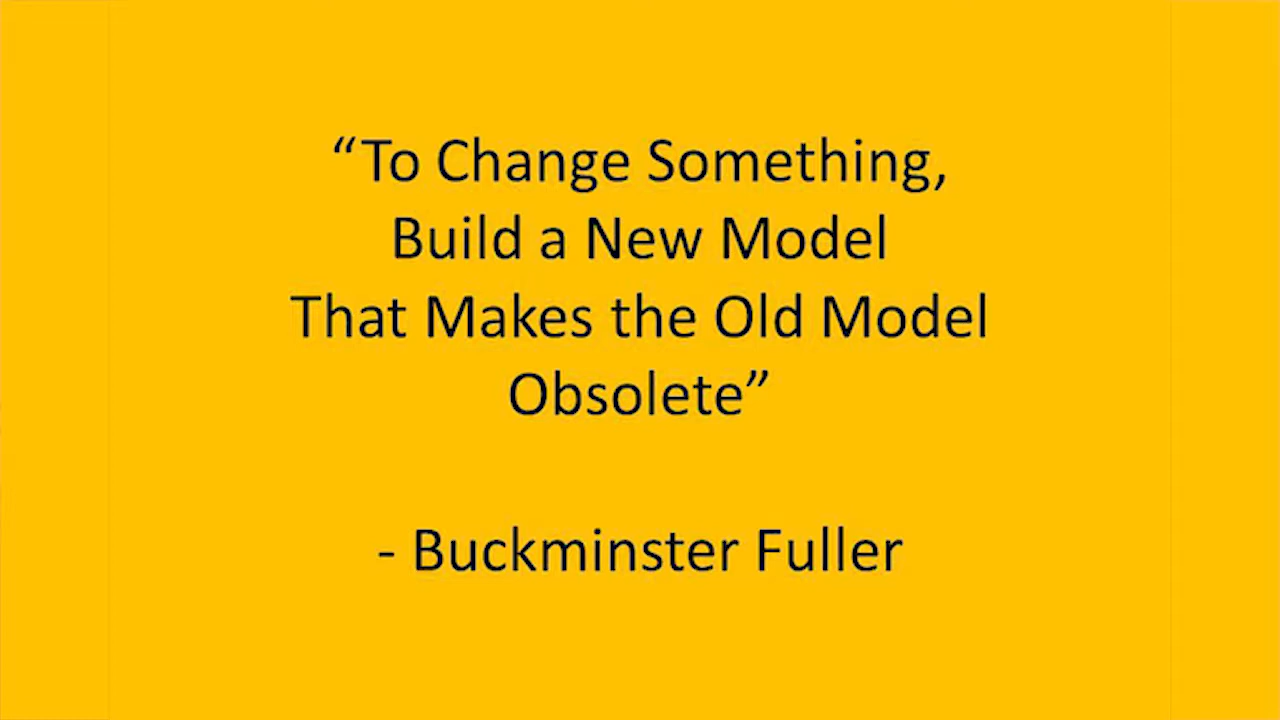 “To Change Something,
Build a New Model
That Makes the Old Model
Obsolete”
- Buckminster Fuller